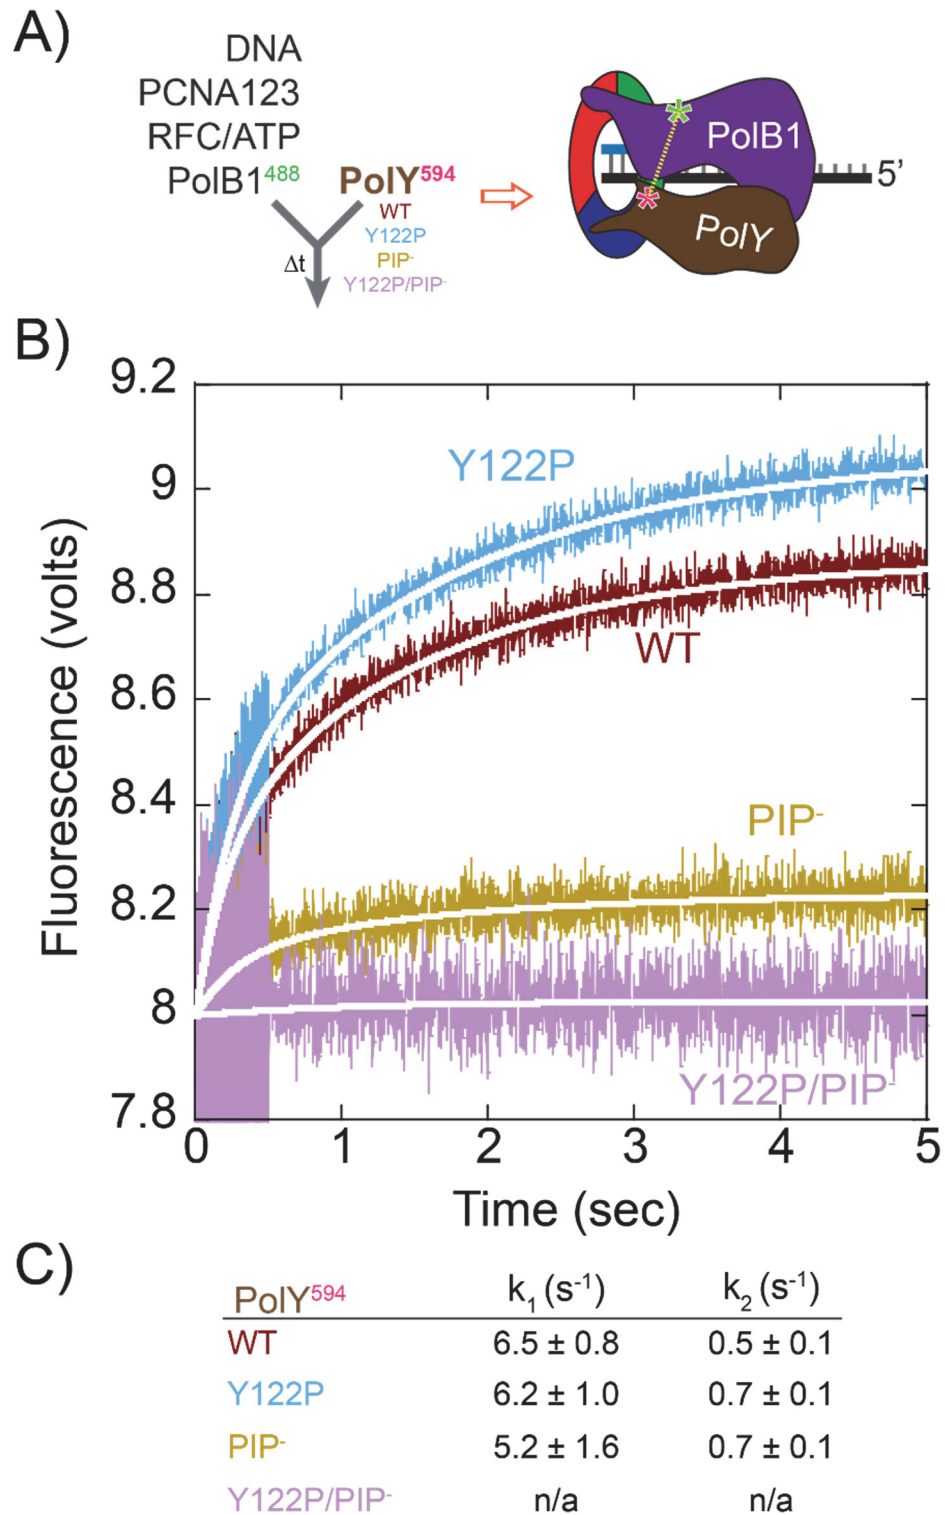 A)
DNA
PCNA123
RFC/ATP
PolB1⁴⁸⁸ PolY⁵⁹⁴
WT
Y122P
PIP⁻
Y122P/PIP⁻
Δt
PolB1
PolY
5’
B)
9.2
9
8.8
8.6
8.4
8.2
8
7.8
Fluorescence (volts)
Y122P
WT
PIP⁻
Y122P/PIP⁻
0 1 2 3 4 5
Time (sec)
C)
PolY⁵⁹⁴ k₁ (s⁻¹) k₂ (s⁻¹)
WT 6.5 ± 0.8 0.5 ± 0.1
Y122P 6.2 ± 1.0 0.7 ± 0.1
PIP⁻ 5.2 ± 1.6 0.7 ± 0.1
Y122P/PIP⁻ n/a n/a